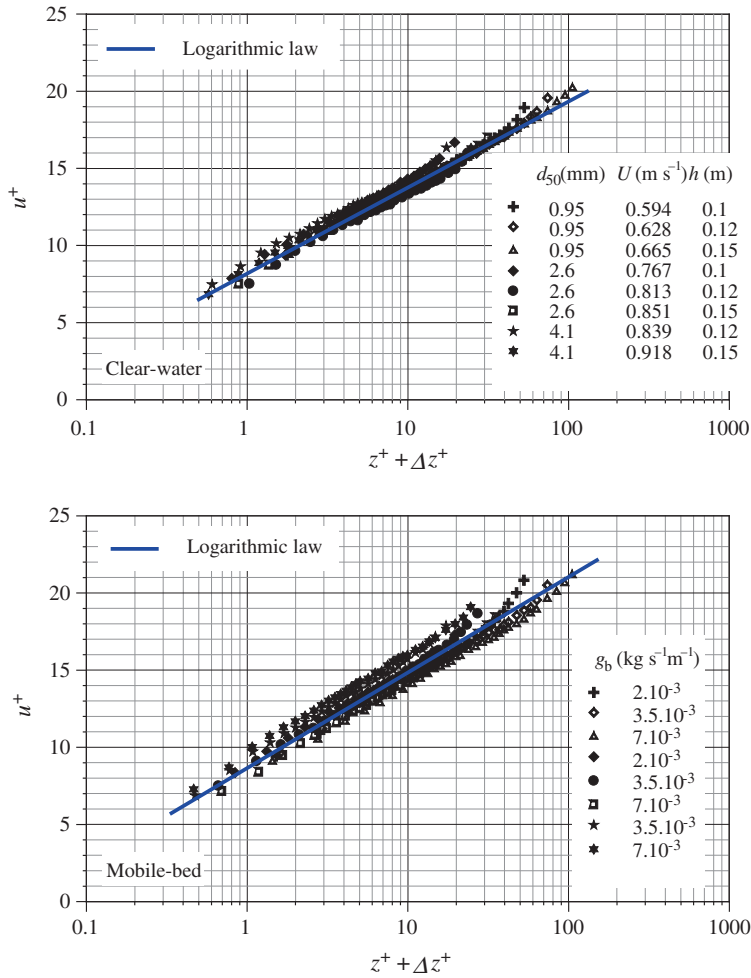 25
20
15
10
5
0
u⁺
Logarithmic law
d₅₀(mm) U (m s⁻¹) h (m)
0.95 0.594 0.1
0.95 0.628 0.12
0.95 0.665 0.15
2.6 0.767 0.1
2.6 0.813 0.12
2.6 0.851 0.15
4.1 0.839 0.12
4.1 0.918 0.15
Clear-water
0.1 1 10 100 1000
z⁺ + Δz⁺
25
20
15
10
5
0
u⁺
Logarithmic law
g_b (kg s⁻¹m⁻¹)
2.10⁻³
3.5.10⁻³
7.10⁻³
2.10⁻³
3.5.10⁻³
7.10⁻³
3.5.10⁻³
7.10⁻³
Mobile-bed
0.1 1 10 100 1000
z⁺ + Δz⁺